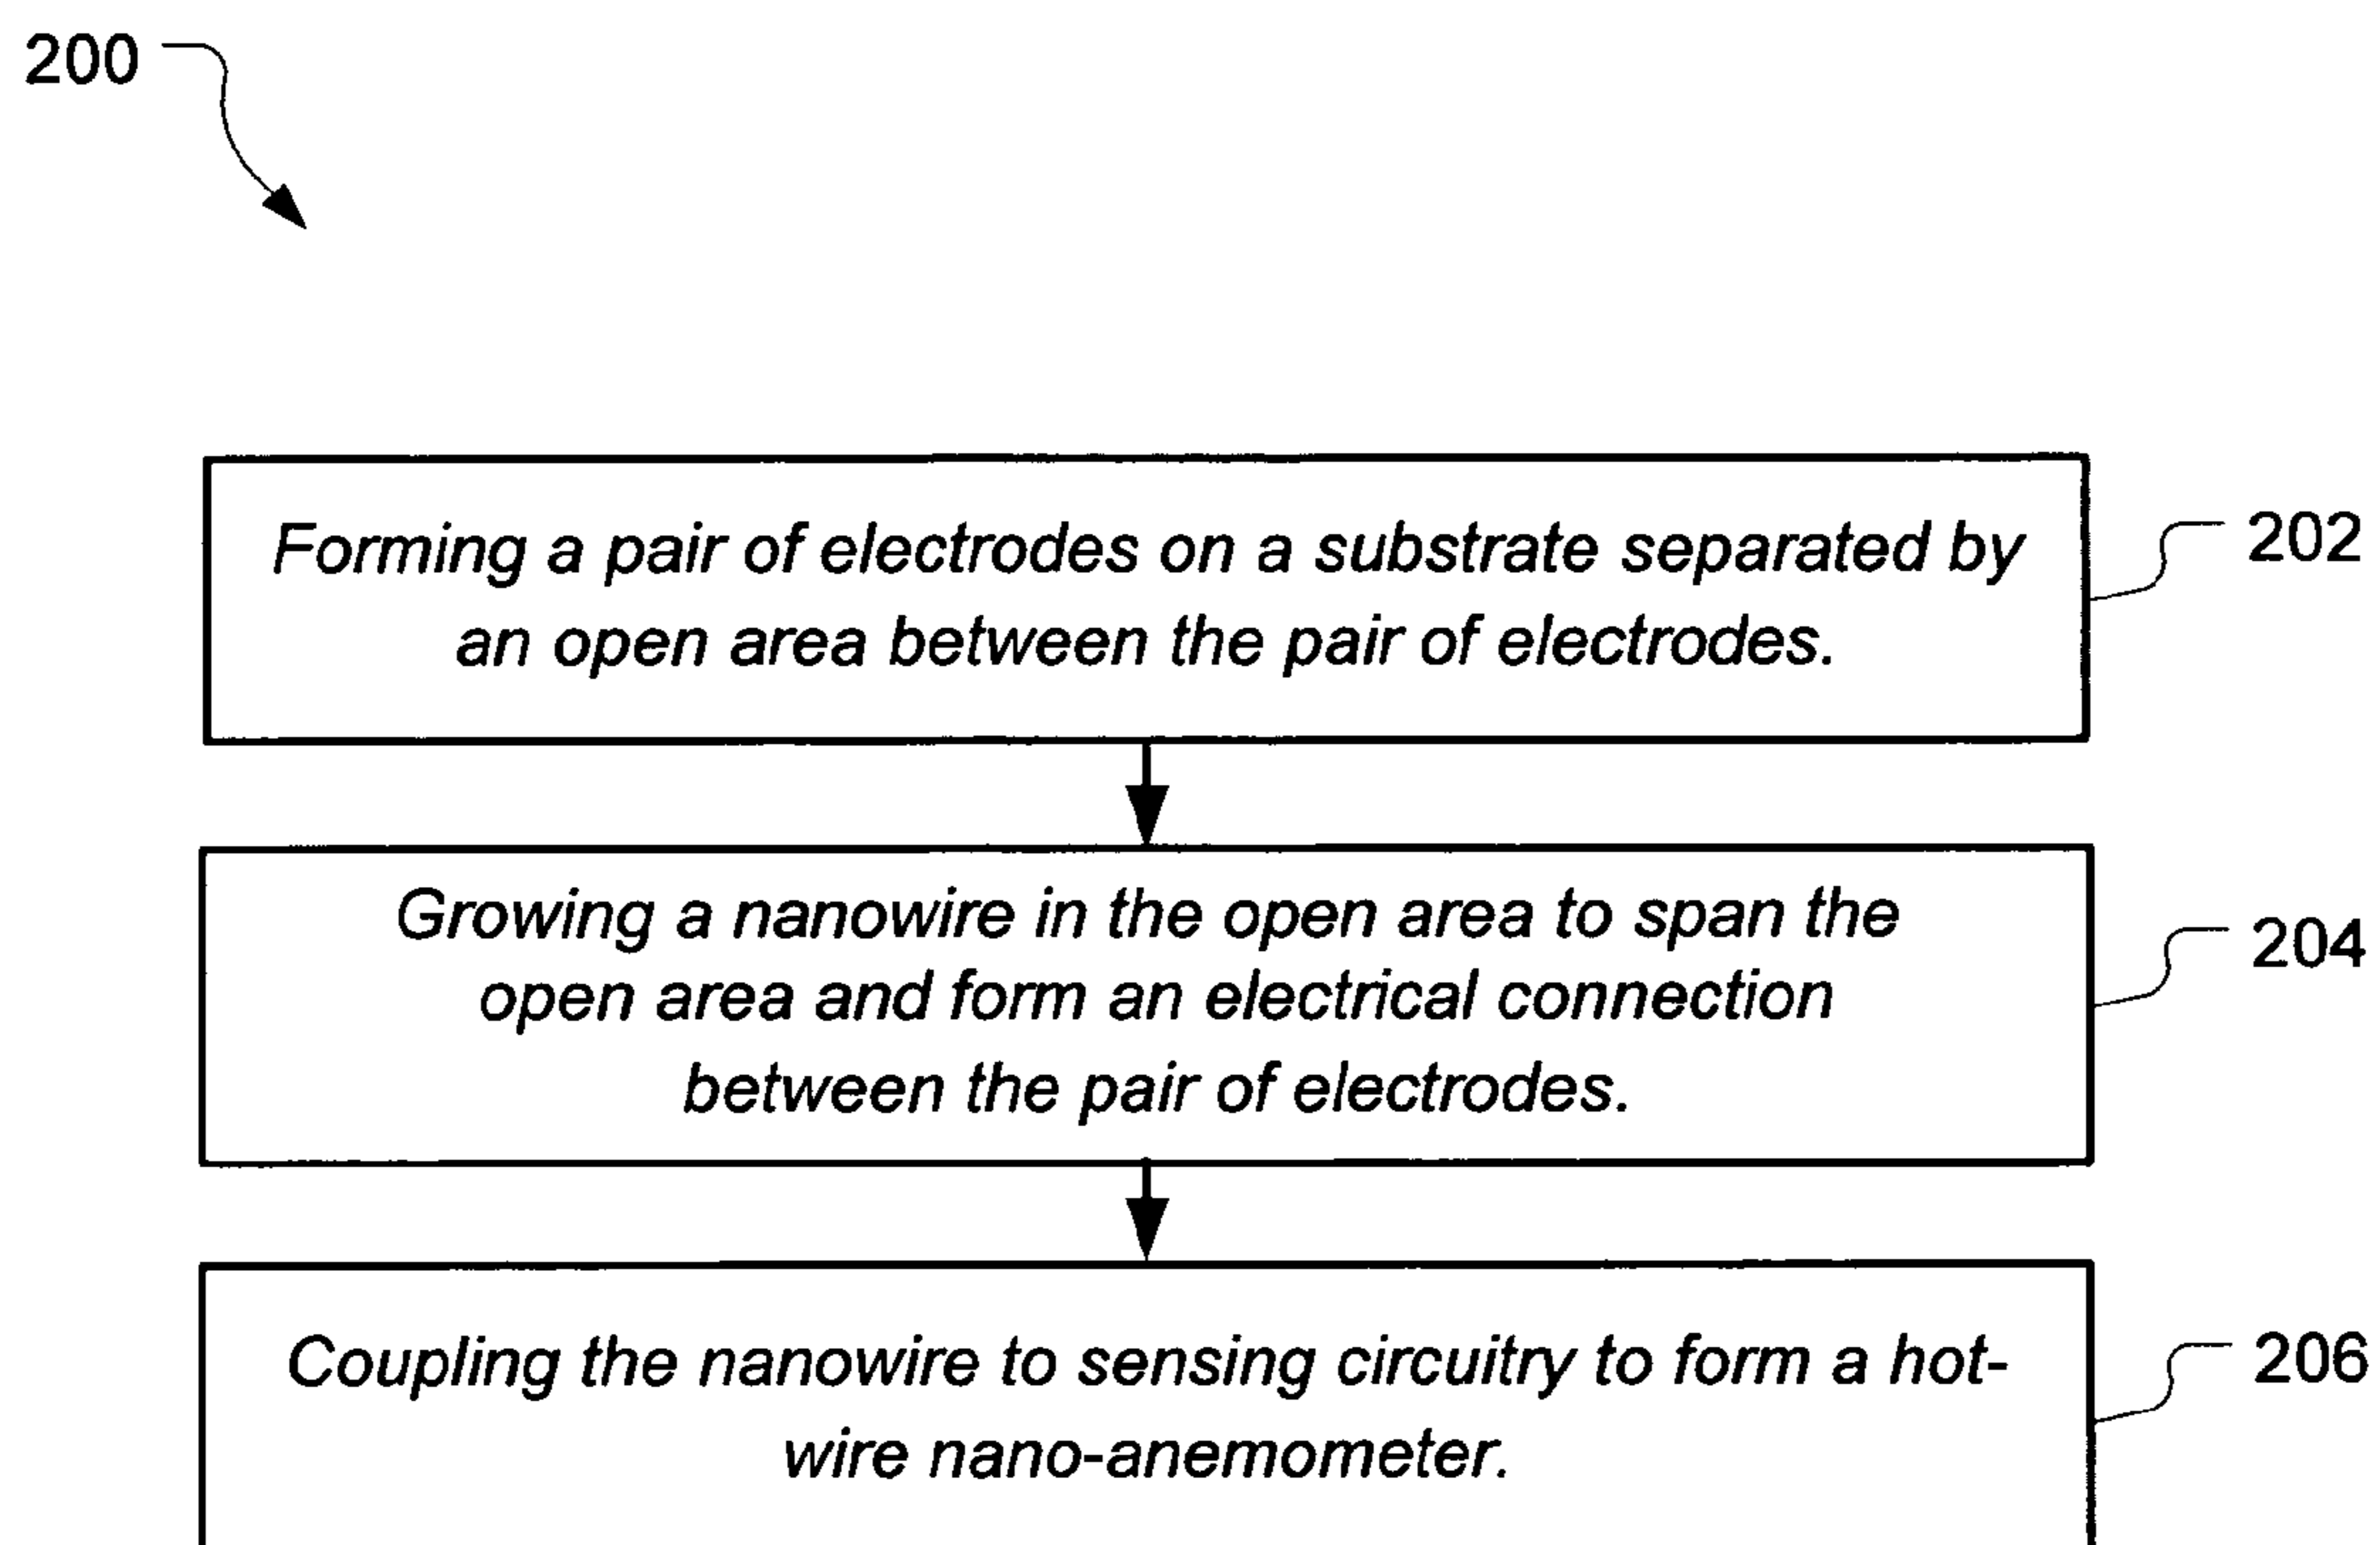 200
Forming a pair of electrodes on a substrate separated by
an open area between the pair of electrodes.
202
Growing a nanowire in the open area to span the
open area and form an electrical connection
between the pair of electrodes.
204
Coupling the nanowire to sensing circuitry to form a hot-
wire nano-anemometer.
206